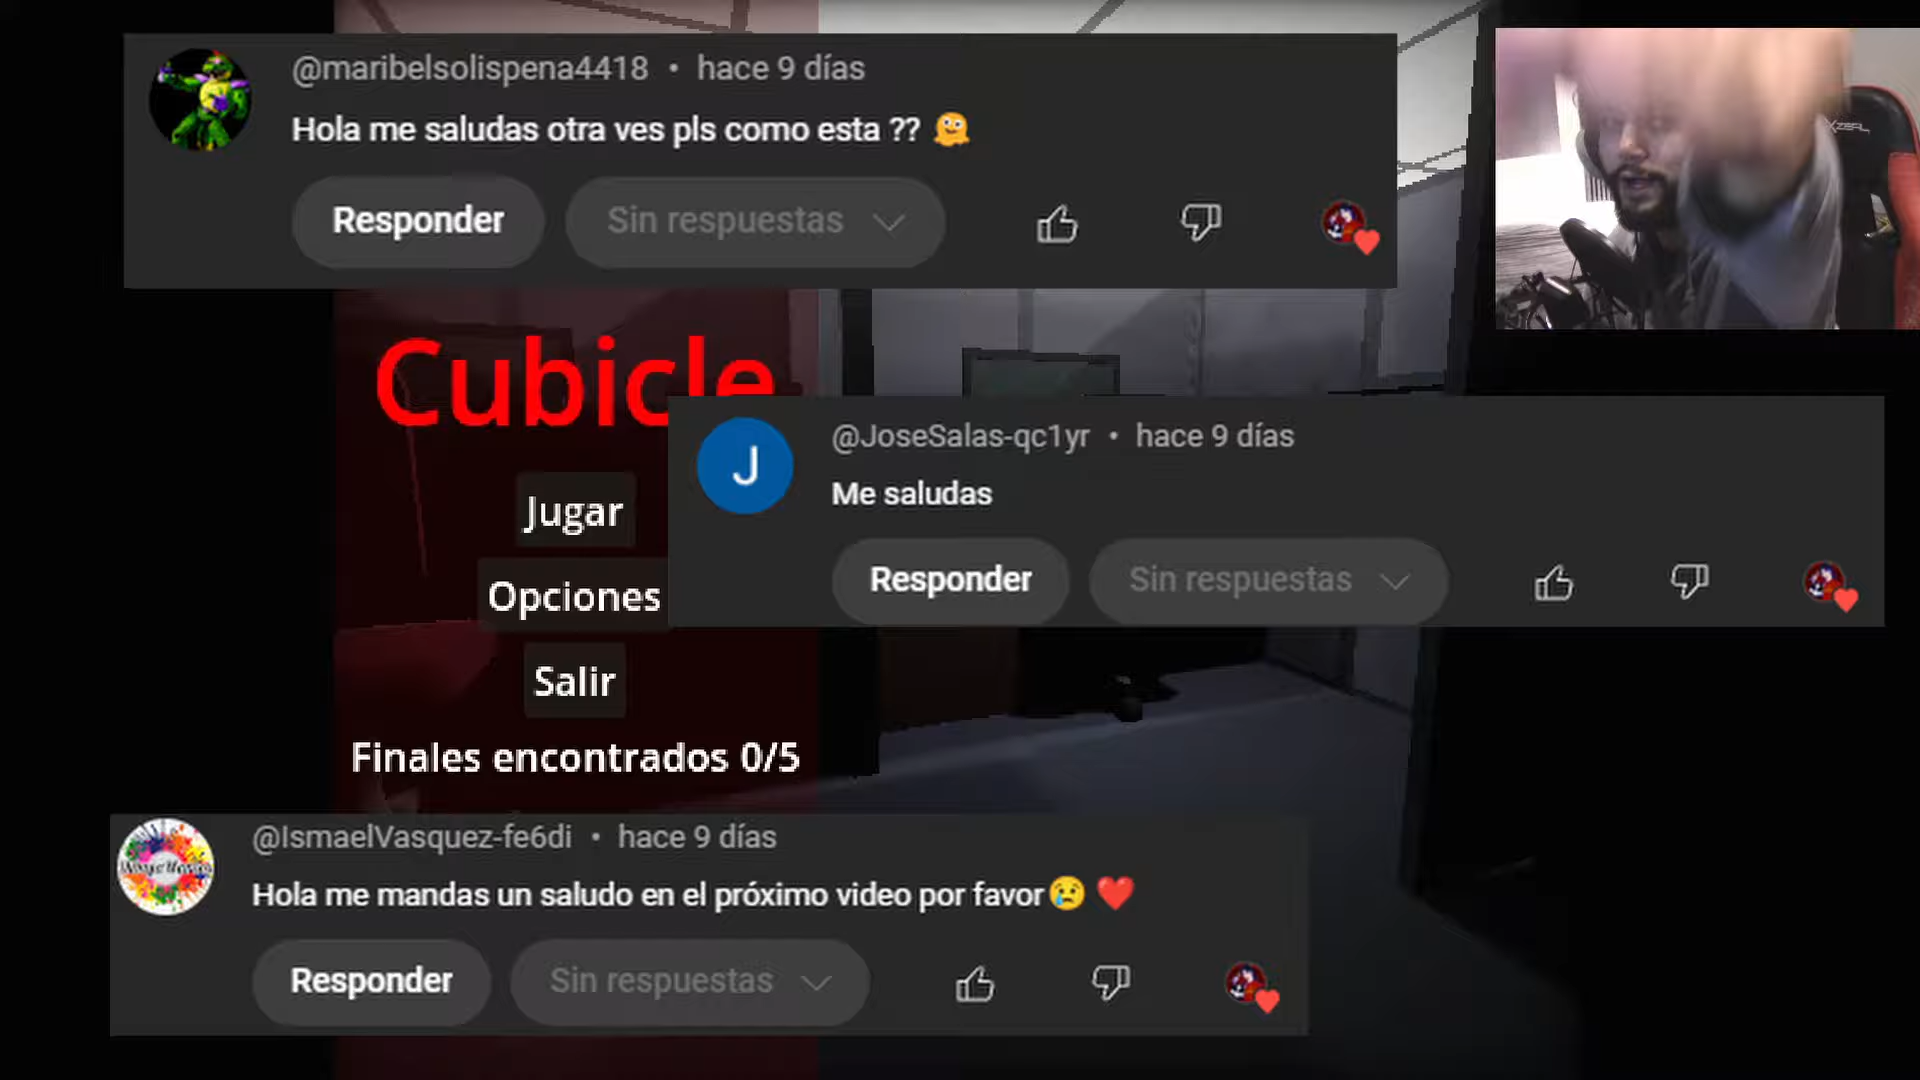 @maribelsolispena4418 • hace 9 días
Hola me saludas otra ves pls como esta ??
Responder
Sin respuestas
XZEAL
Cubicle
@JoseSalas-qc1yr • hace 9 días
J
Me saludas
Jugar
Responder
Sin respuestas
Opciones
Salir
Finales encontrados 0/5
@IsmaelVasquez-fe6di • hace 9 días
Hola me mandas un saludo en el próximo video por favor
Responder
Sin respuestas